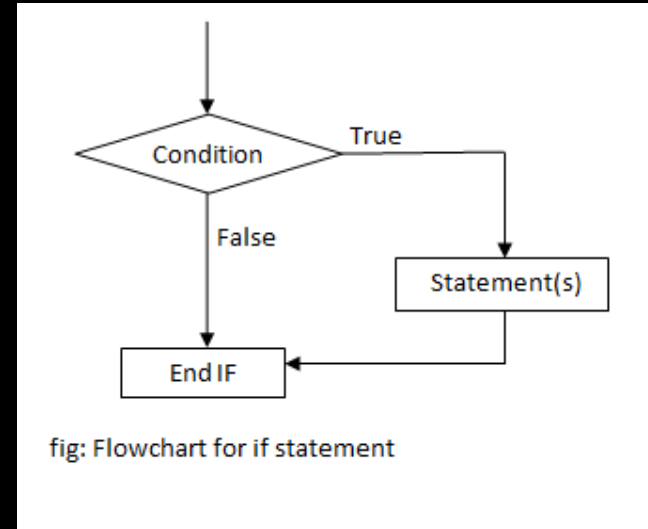 Condition
True
False
Statement(s)
End IF
fig: Flowchart for if statement